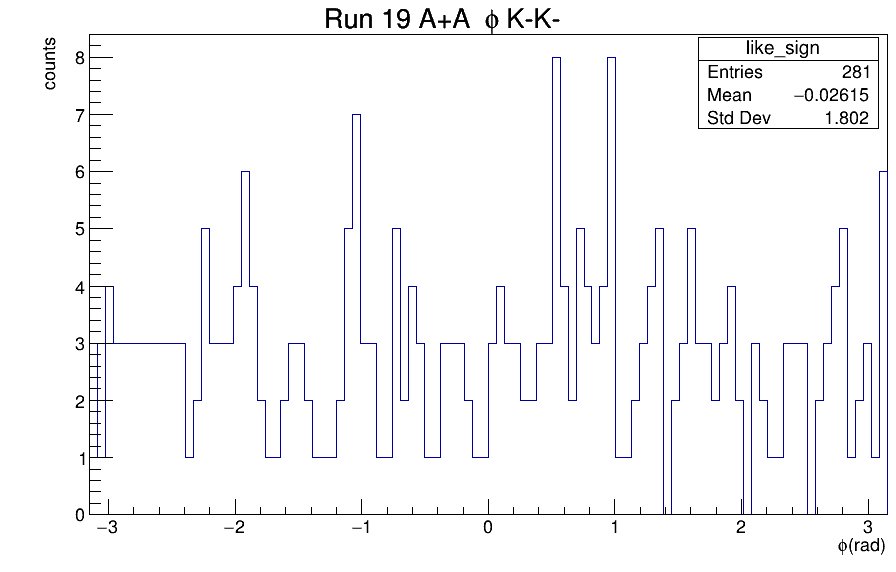 Run 19 A+A ϕ K-K-
counts
like_sign
Entries 281
Mean −0.02615
Std Dev 1.802
8
7
6
5
4
3
2
1
0
−3 −2 −1 0 1 2 3
ϕ(rad)